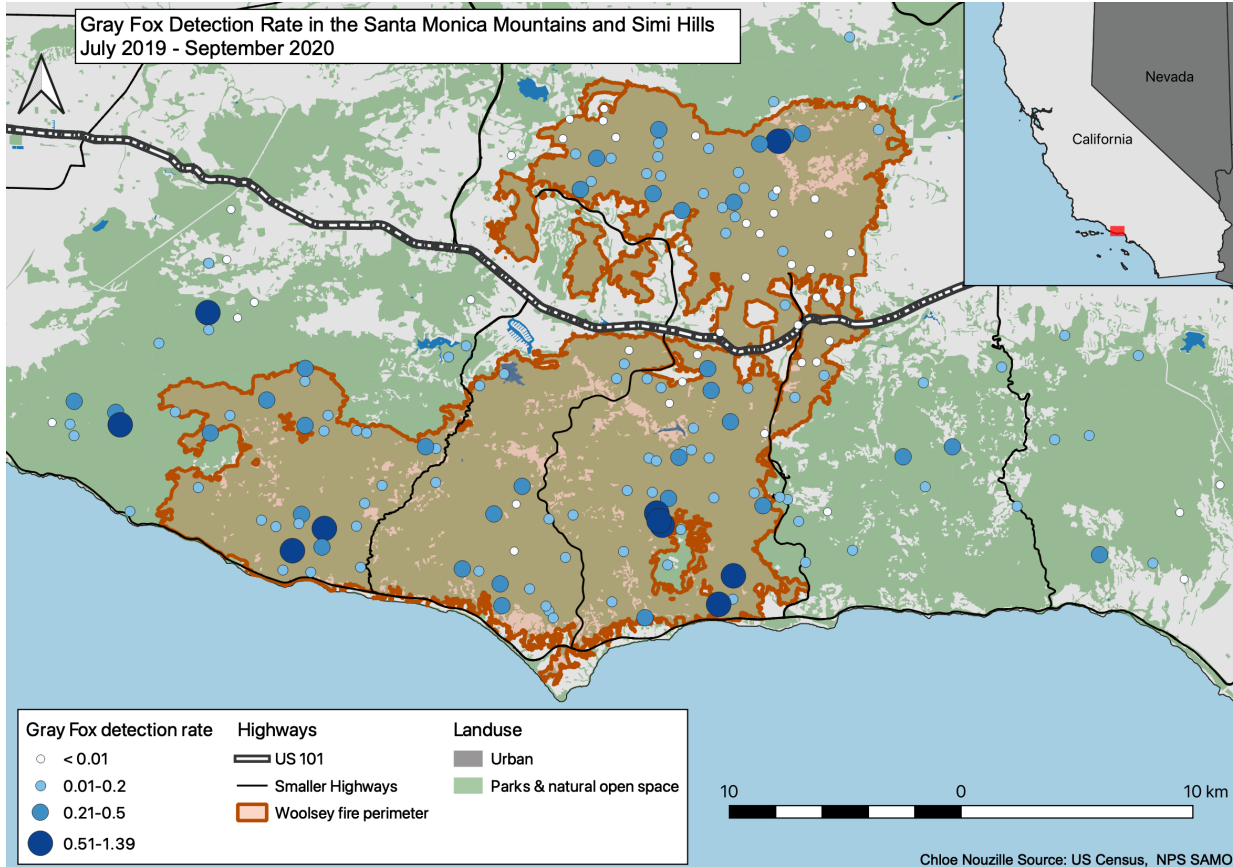 Gray Fox Detection Rate in the Santa Monica Mountains and Simi Hills
July 2019 - September 2020
Nevada
California
Gray Fox detection rate
< 0.01
0.01-0.2
0.21-0.5
0.51-1.39
Highways
US 101
Smaller Highways
Woolsey fire perimeter
Landuse
Urban
Parks & natural open space
10 0 10 km
Chloe Nouzille Source: US Census, NPS SAMO